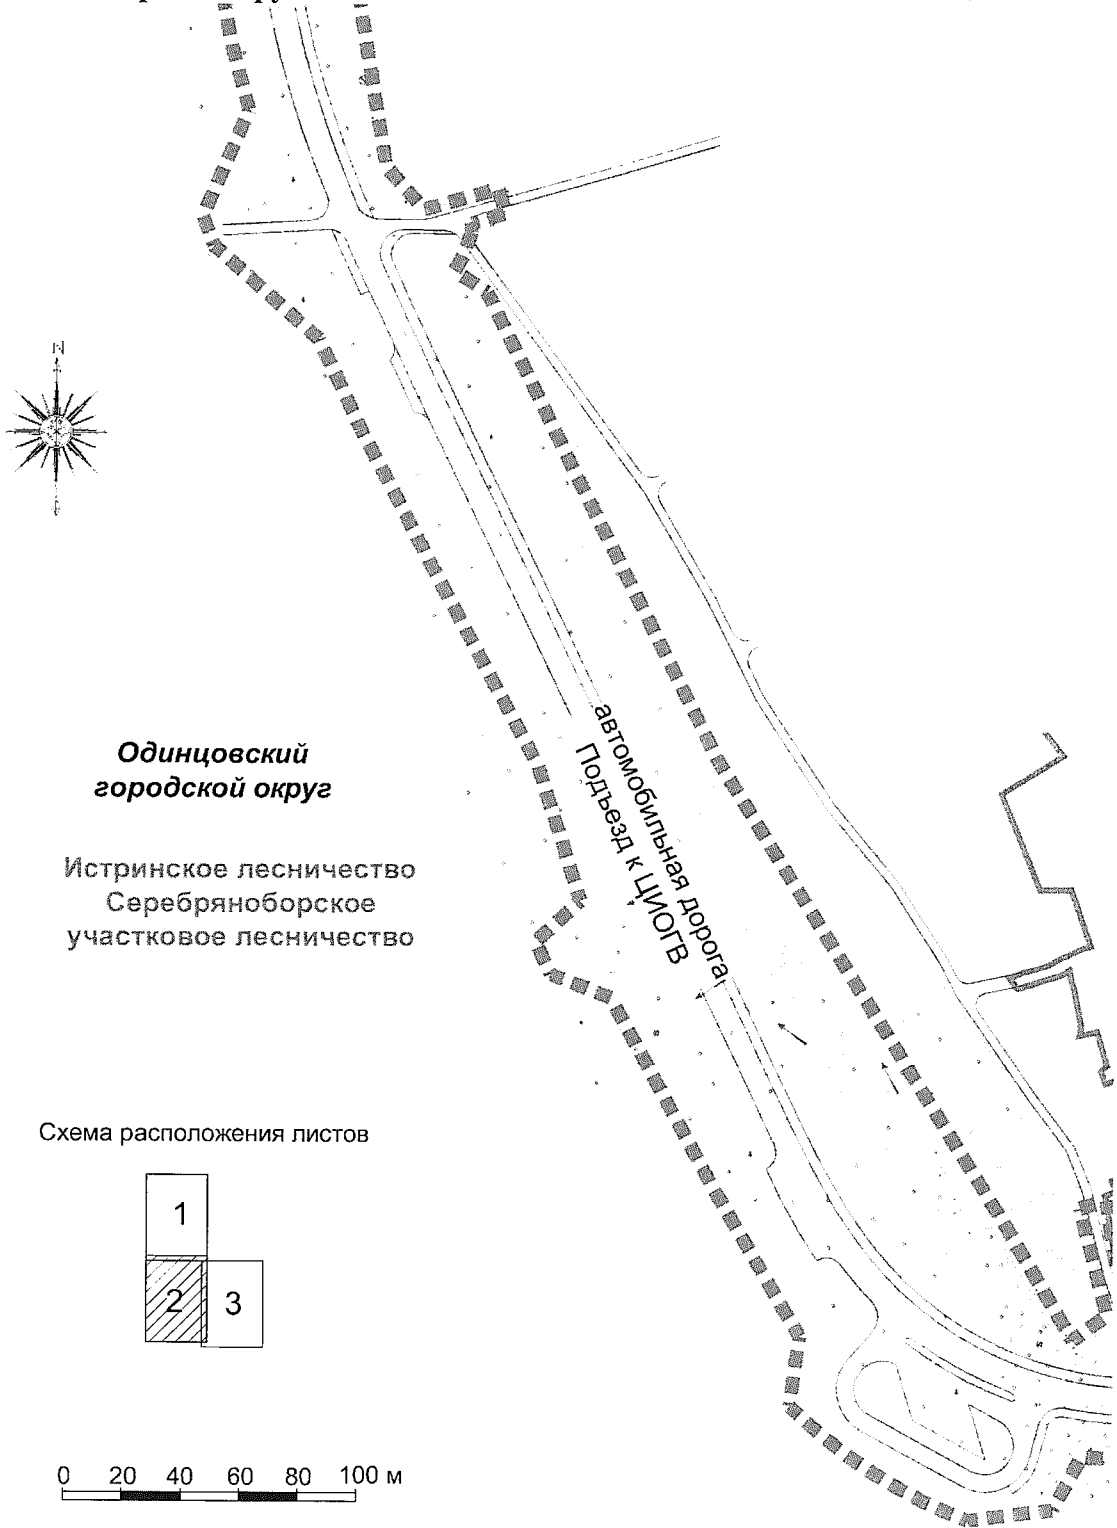 N
Одинцовский
городской округ
Истринское лесничество
Серебряноборское
участковое лесничество
автомобильная дорога
Подъезд к ЦИОГВ
Схема расположения листов
1
2
3
0 20 40 60 80 100 м